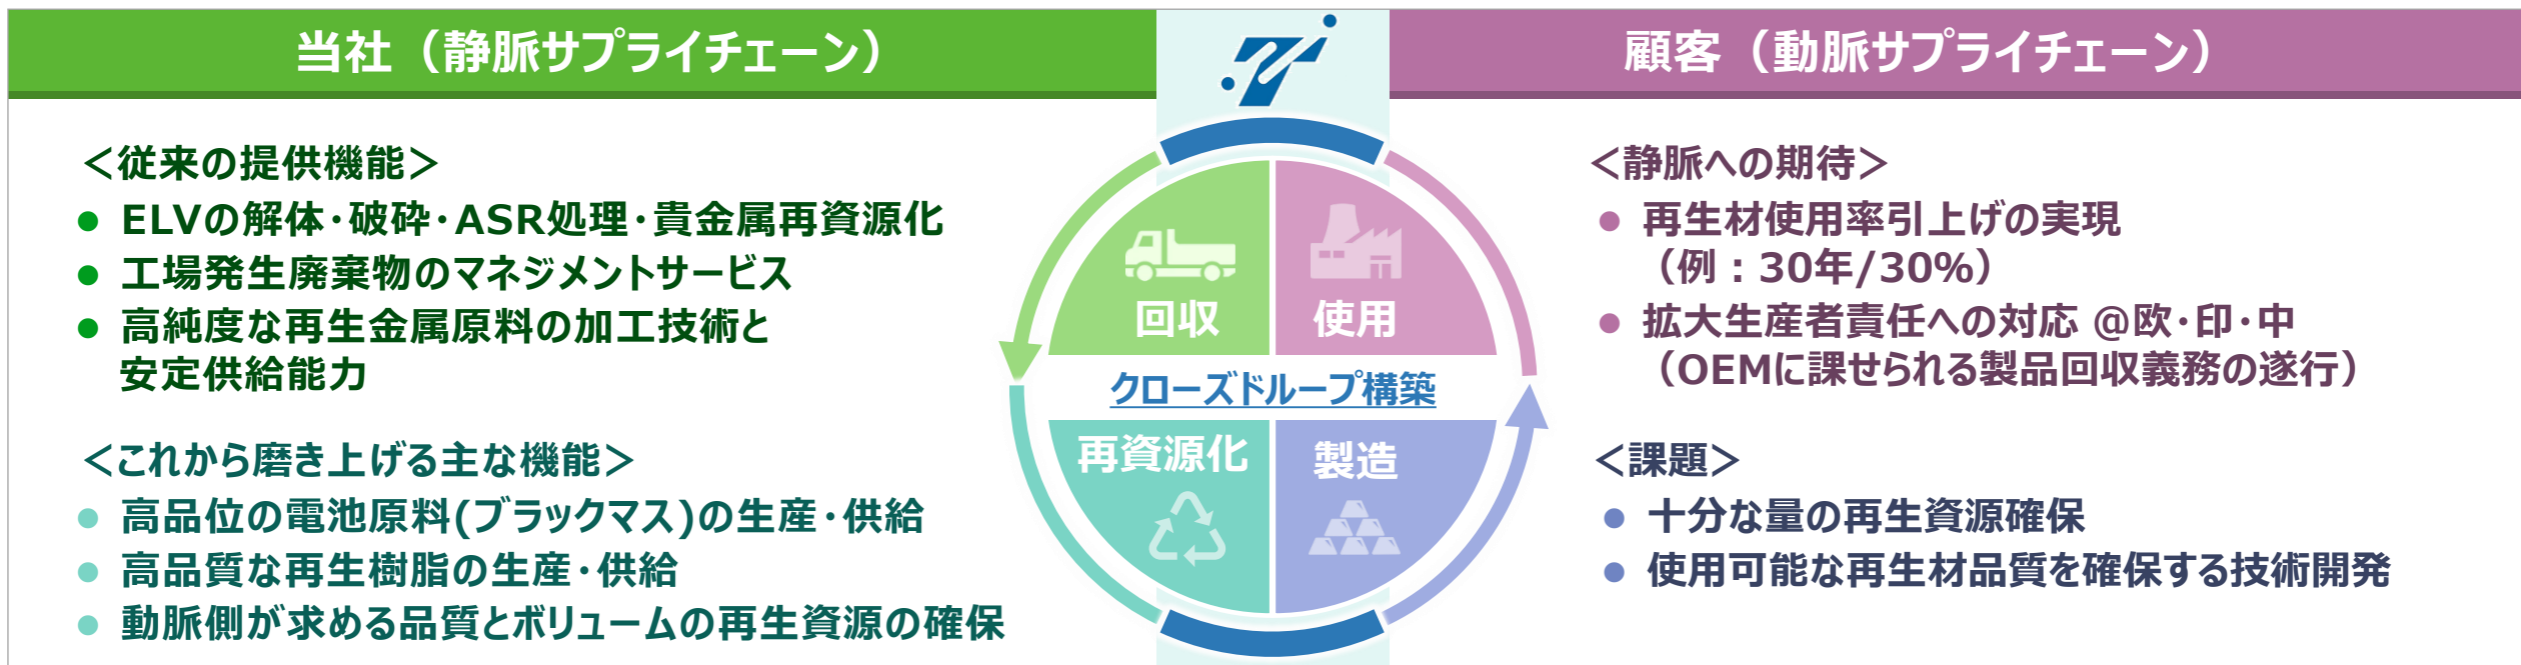 当社（静脈サプライチェーン）
＜従来の提供機能＞
● ELVの解体･破砕･ASR処理･貴金属再資源化
● 工場発生廃棄物のマネジメントサービス
● 高純度な再生金属原料の加工技術と
安定供給能力
＜これから磨き上げる主な機能＞
● 高品位の電池原料(ブラックマス)の生産･供給
● 高品質な再生樹脂の生産･供給
● 動脈側が求める品質とボリュームの再生資源の確保
回収
使用
クローズドループ構築
再資源化
製造
顧客（動脈サプライチェーン）
＜静脈への期待＞
● 再生材使用率引上げの実現
（例：30年/30%）
● 拡大生産者責任への対応 @欧･印･中
（OEMに課せられる製品回収義務の遂行）
＜課題＞
● 十分な量の再生資源確保
● 使用可能な再生材品質を確保する技術開発